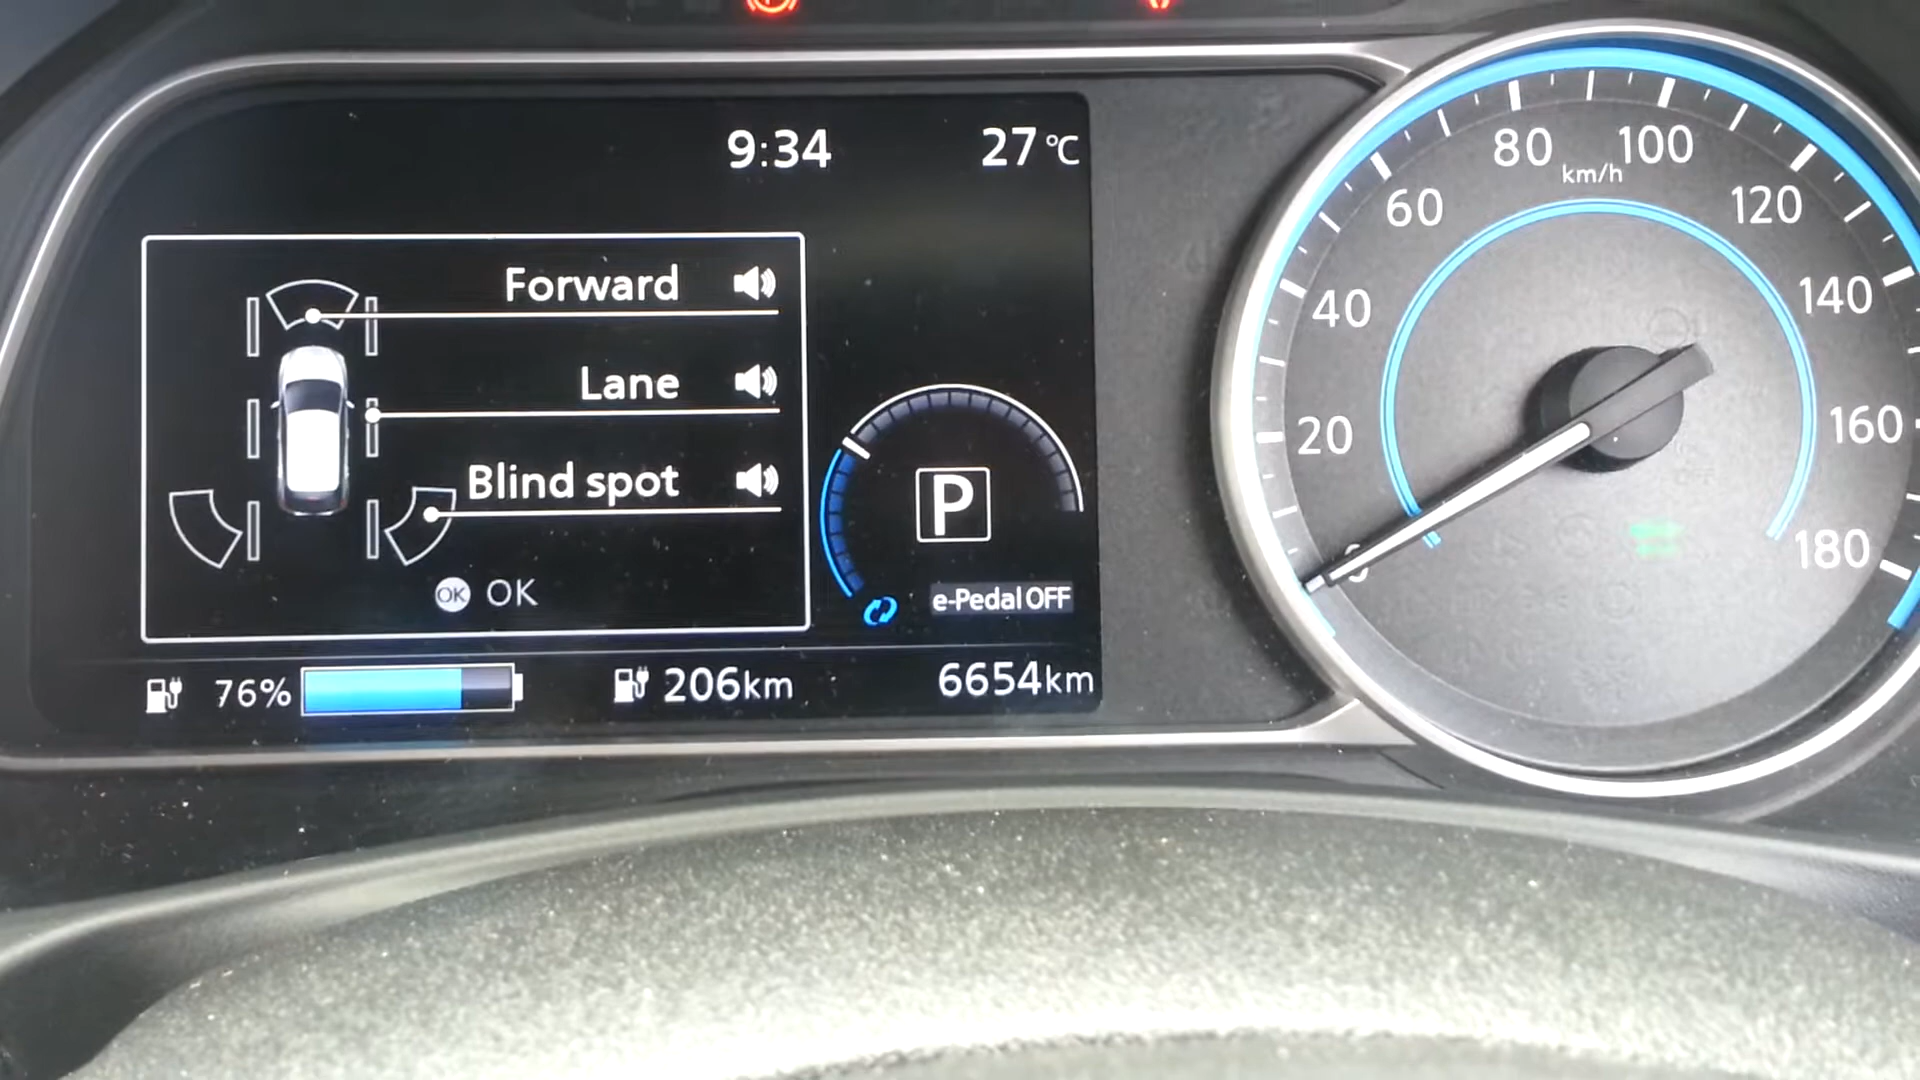 9:34 27 °C
Forward
Lane
Blind spot
OK OK
P
e-Pedal OFF
76% 206km 6654km
0 20 40 60 80 100 120 140 160 180
km/h